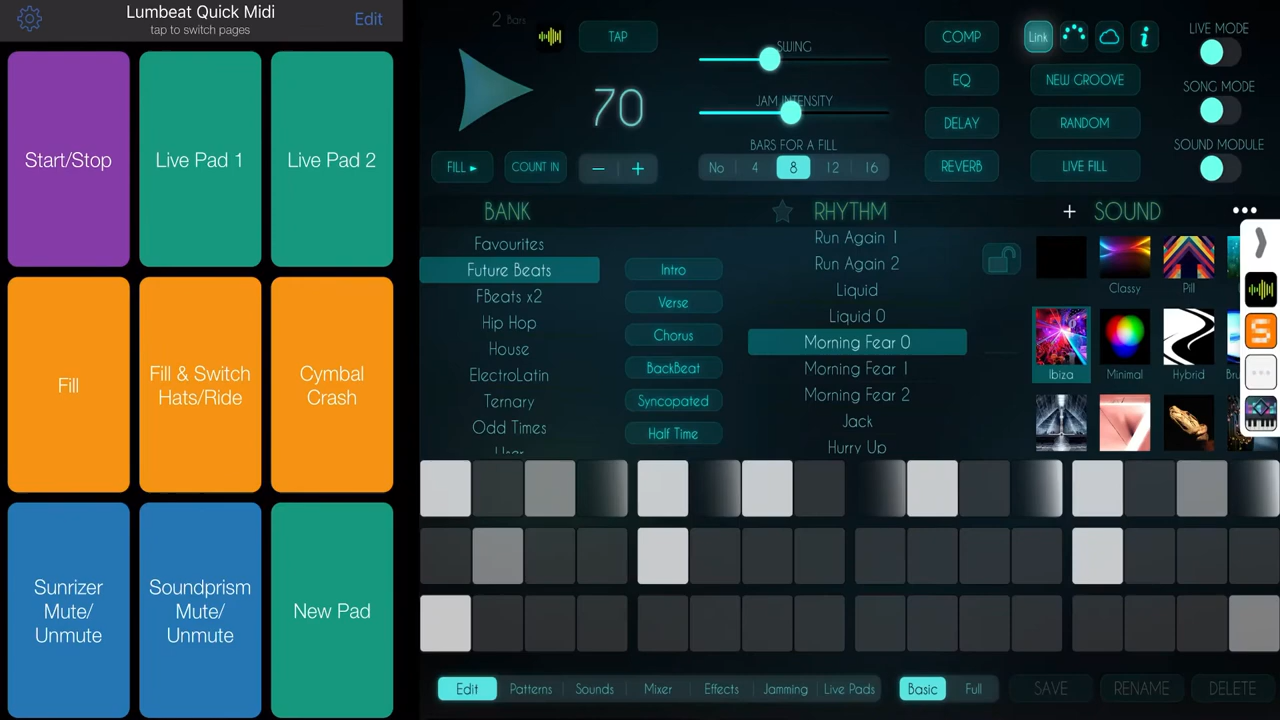 Lumbeat Quick Midi
tap to switch pages
Edit
Start/Stop
Live Pad 1
Live Pad 2
Fill
Fill & Switch
Hats/Ride
Cymbal
Crash
Sunrizer
Mute/
Unmute
Soundprism
Mute/
Unmute
New Pad
2 Bars
TAP
70
FILL
COUNT IN
− +
SWING
JAM INTENSITY
BARS FOR A FILL
No 4 8 12 16
COMP
EQ
DELAY
REVERB
Link
i
NEW GROOVE
RANDOM
LIVE FILL
LIVE MODE
SONG MODE
SOUND MODULE
BANK
Favourites
Future Beats
FBeats x2
Hip Hop
House
ElectroLatin
Ternary
Odd Times
User
Intro
Verse
Chorus
BackBeat
Syncopated
Half Time
RHYTHM
Run Again 1
Run Again 2
Liquid
Liquid 0
Morning Fear 0
Morning Fear 1
Morning Fear 2
Jack
Hurry Up
+ SOUND
Classy
Pill
Ibiza
Minimal
Hybrid
Edit Patterns Sounds Mixer Effects Jamming Live Pads
Basic Full
SAVE RENAME DELETE